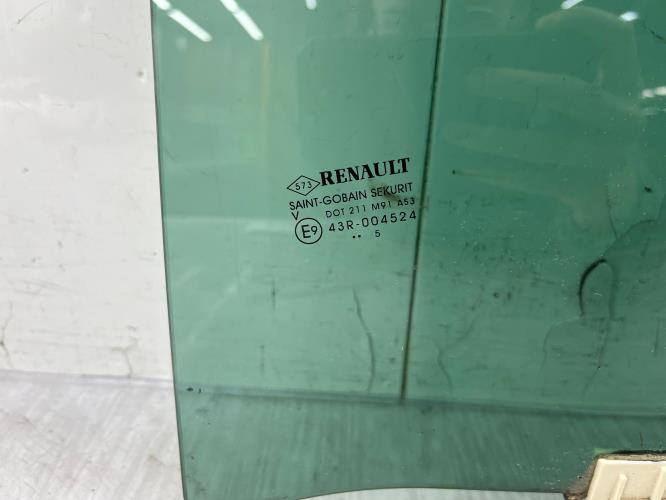 573 RENAULT
SAINT-GOBAIN SEKURIT
V DOT 211 M91 AS3
E9 43R-004524
.. 5